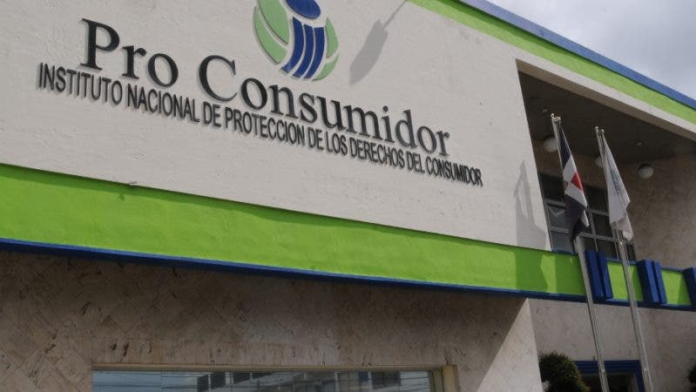 Pro Consumidor
INSTITUTO NACIONAL DE PROTECCION DE LOS DERECHOS DEL CONSUMIDOR